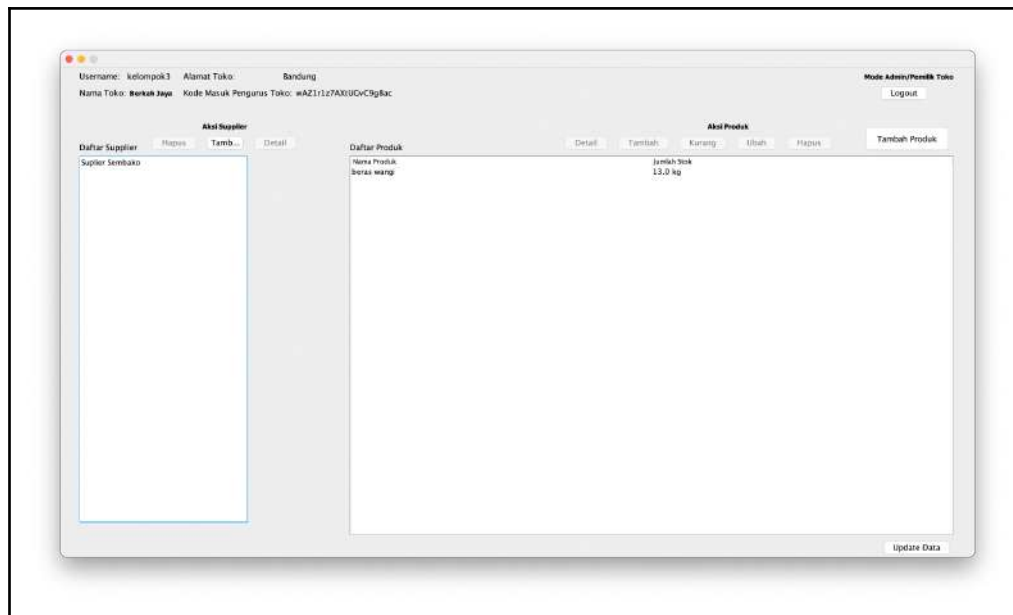 Username: kelompok3 Alamat Toko: Bandung Mode Admin/Pemilik Toko
Nama Toko: Berkah Jaya Kode Masuk Pengurus Toko: Logout
Aksi Supplier Aksi Produk
Daftar Supplier Hapus Tamb... Detail Daftar Produk Detail Tambah Kurang Ubah Hapus Tambah Produk
Suplier Sembako Nama Produk Jumlah Stok
beras wangi 13.0 kg
Update Data